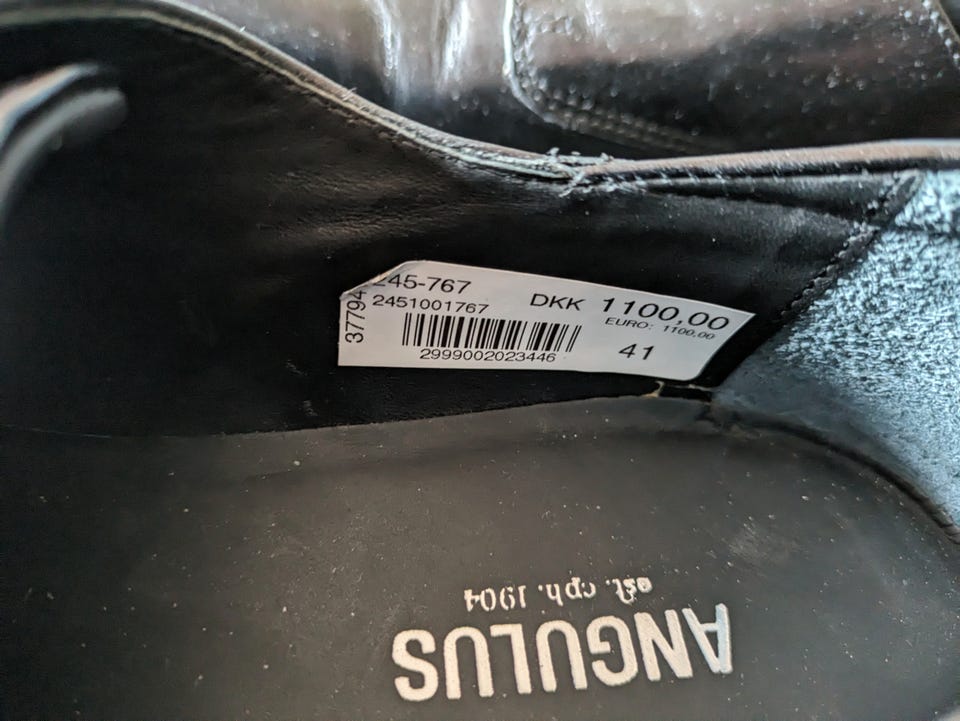 245-767
2451001767
DKK 1100,00
EURO: 1100.00
2999002023446
41
37794
ANGULUS
est. cph. 1904